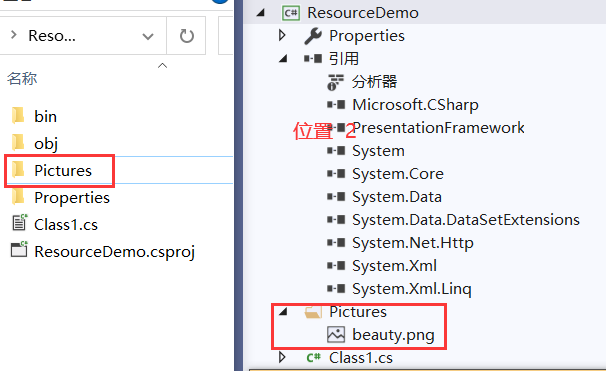 Reso...
名称
bin
obj
Pictures
Properties
Class1.cs
ResourceDemo.csproj
ResourceDemo
Properties
引用
分析器
Microsoft.CSharp
位置 2
PresentationFramework
System
System.Core
System.Data
System.Data.DataSetExtensions
System.Net.Http
System.Xml
System.Xml.Linq
Pictures
beauty.png
C# Class1.cs